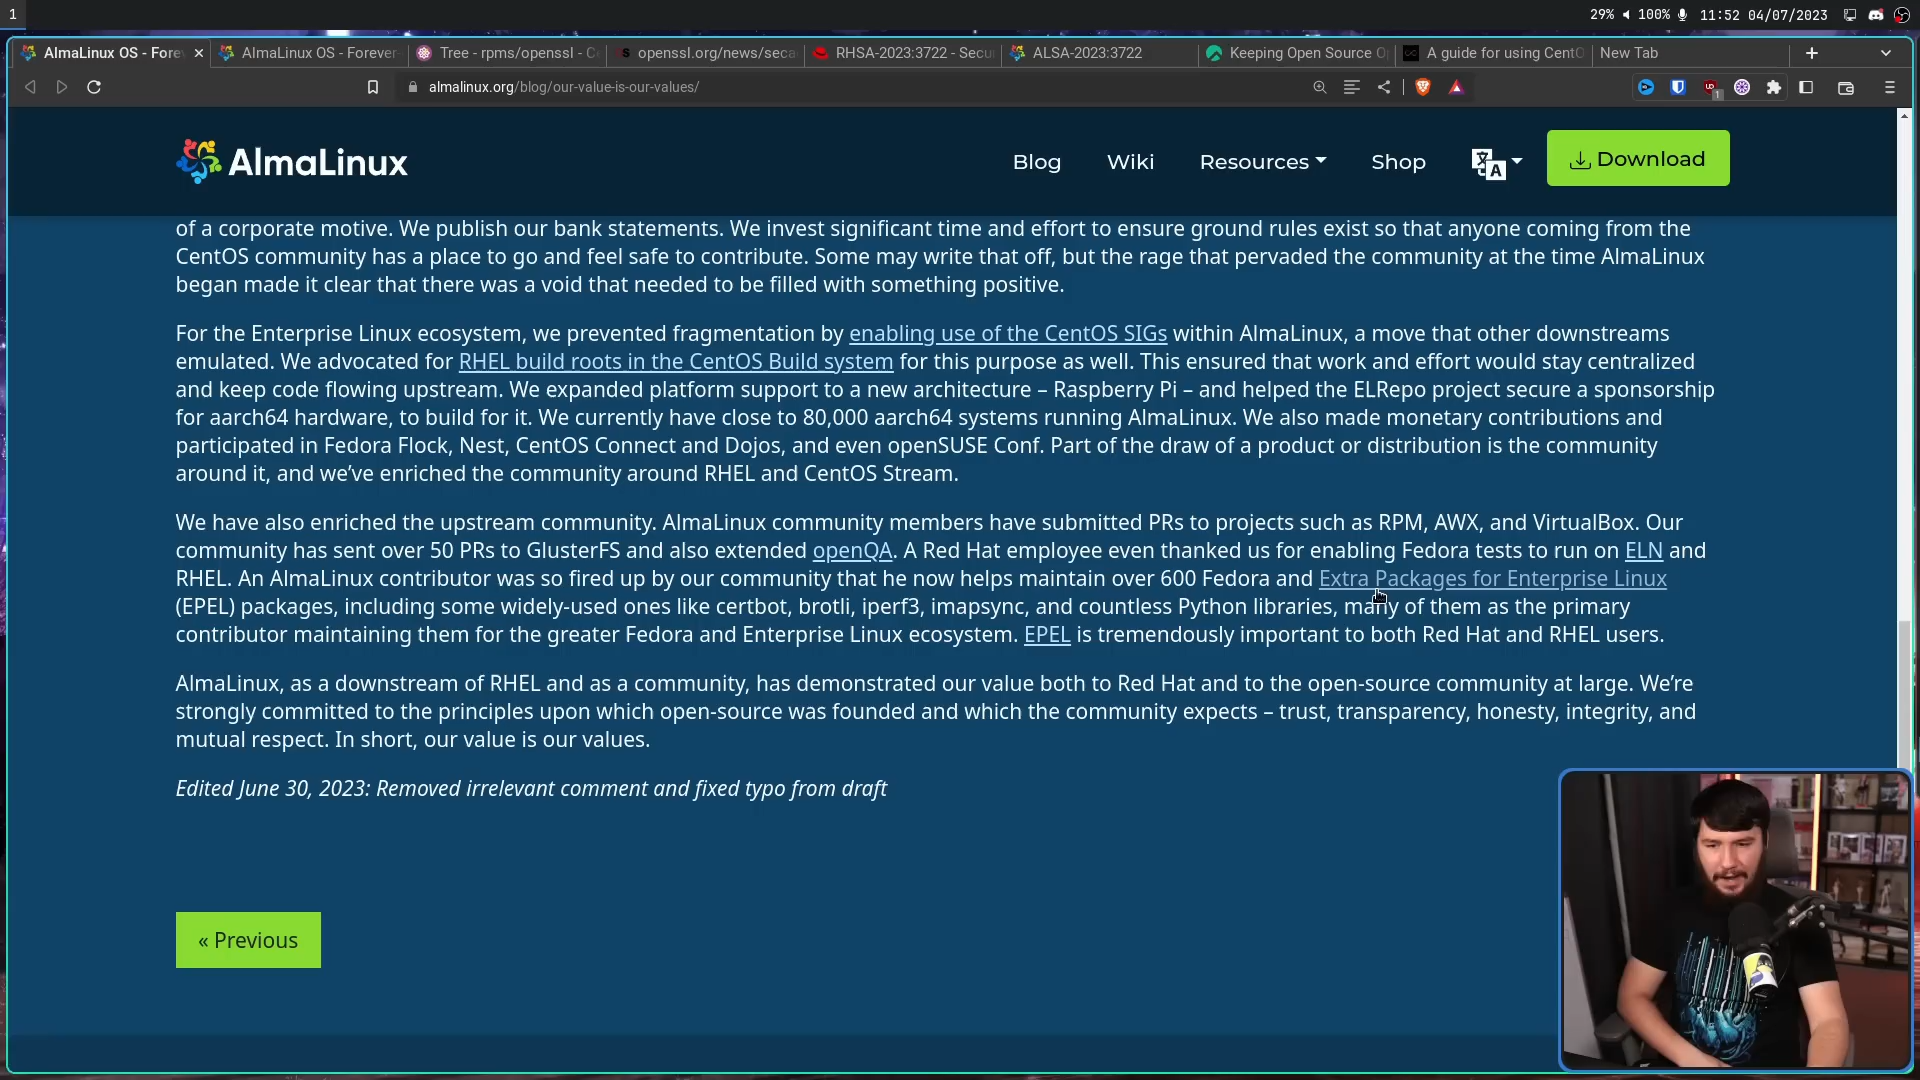 1
29% 100% 11:52 04/07/2023
AlmaLinux OS - Fore
AlmaLinux OS - Forever
Tree - rpms/openssl - C
openssl.org/news/seca
RHSA-2023:3722 - Secu
ALSA-2023:3722
Keeping Open Source O
A guide for using CentO
New Tab
almalinux.org/blog/our-value-is-our-values/
1
AlmaLinux
Blog
Wiki
Resources
Shop
Download
of a corporate motive. We publish our bank statements. We invest significant time and effort to ensure ground rules exist so that anyone coming from the
CentOS community has a place to go and feel safe to contribute. Some may write that off, but the rage that pervaded the community at the time AlmaLinux
began made it clear that there was a void that needed to be filled with something positive.
For the Enterprise Linux ecosystem, we prevented fragmentation by enabling use of the CentOS SIGs within AlmaLinux, a move that other downstreams
emulated. We advocated for RHEL build roots in the CentOS Build system for this purpose as well. This ensured that work and effort would stay centralized
and keep code flowing upstream. We expanded platform support to a new architecture – Raspberry Pi – and helped the ELRepo project secure a sponsorship
for aarch64 hardware, to build for it. We currently have close to 80,000 aarch64 systems running AlmaLinux. We also made monetary contributions and
participated in Fedora Flock, Nest, CentOS Connect and Dojos, and even openSUSE Conf. Part of the draw of a product or distribution is the community
around it, and we’ve enriched the community around RHEL and CentOS Stream.
We have also enriched the upstream community. AlmaLinux community members have submitted PRs to projects such as RPM, AWX, and VirtualBox. Our
community has sent over 50 PRs to GlusterFS and also extended openQA. A Red Hat employee even thanked us for enabling Fedora tests to run on ELN and
RHEL. An AlmaLinux contributor was so fired up by our community that he now helps maintain over 600 Fedora and Extra Packages for Enterprise Linux
(EPEL) packages, including some widely-used ones like certbot, brotli, iperf3, imapsync, and countless Python libraries, many of them as the primary
contributor maintaining them for the greater Fedora and Enterprise Linux ecosystem. EPEL is tremendously important to both Red Hat and RHEL users.
AlmaLinux, as a downstream of RHEL and as a community, has demonstrated our value both to Red Hat and to the open-source community at large. We’re
strongly committed to the principles upon which open-source was founded and which the community expects – trust, transparency, honesty, integrity, and
mutual respect. In short, our value is our values.
Edited June 30, 2023: Removed irrelevant comment and fixed typo from draft
« Previous